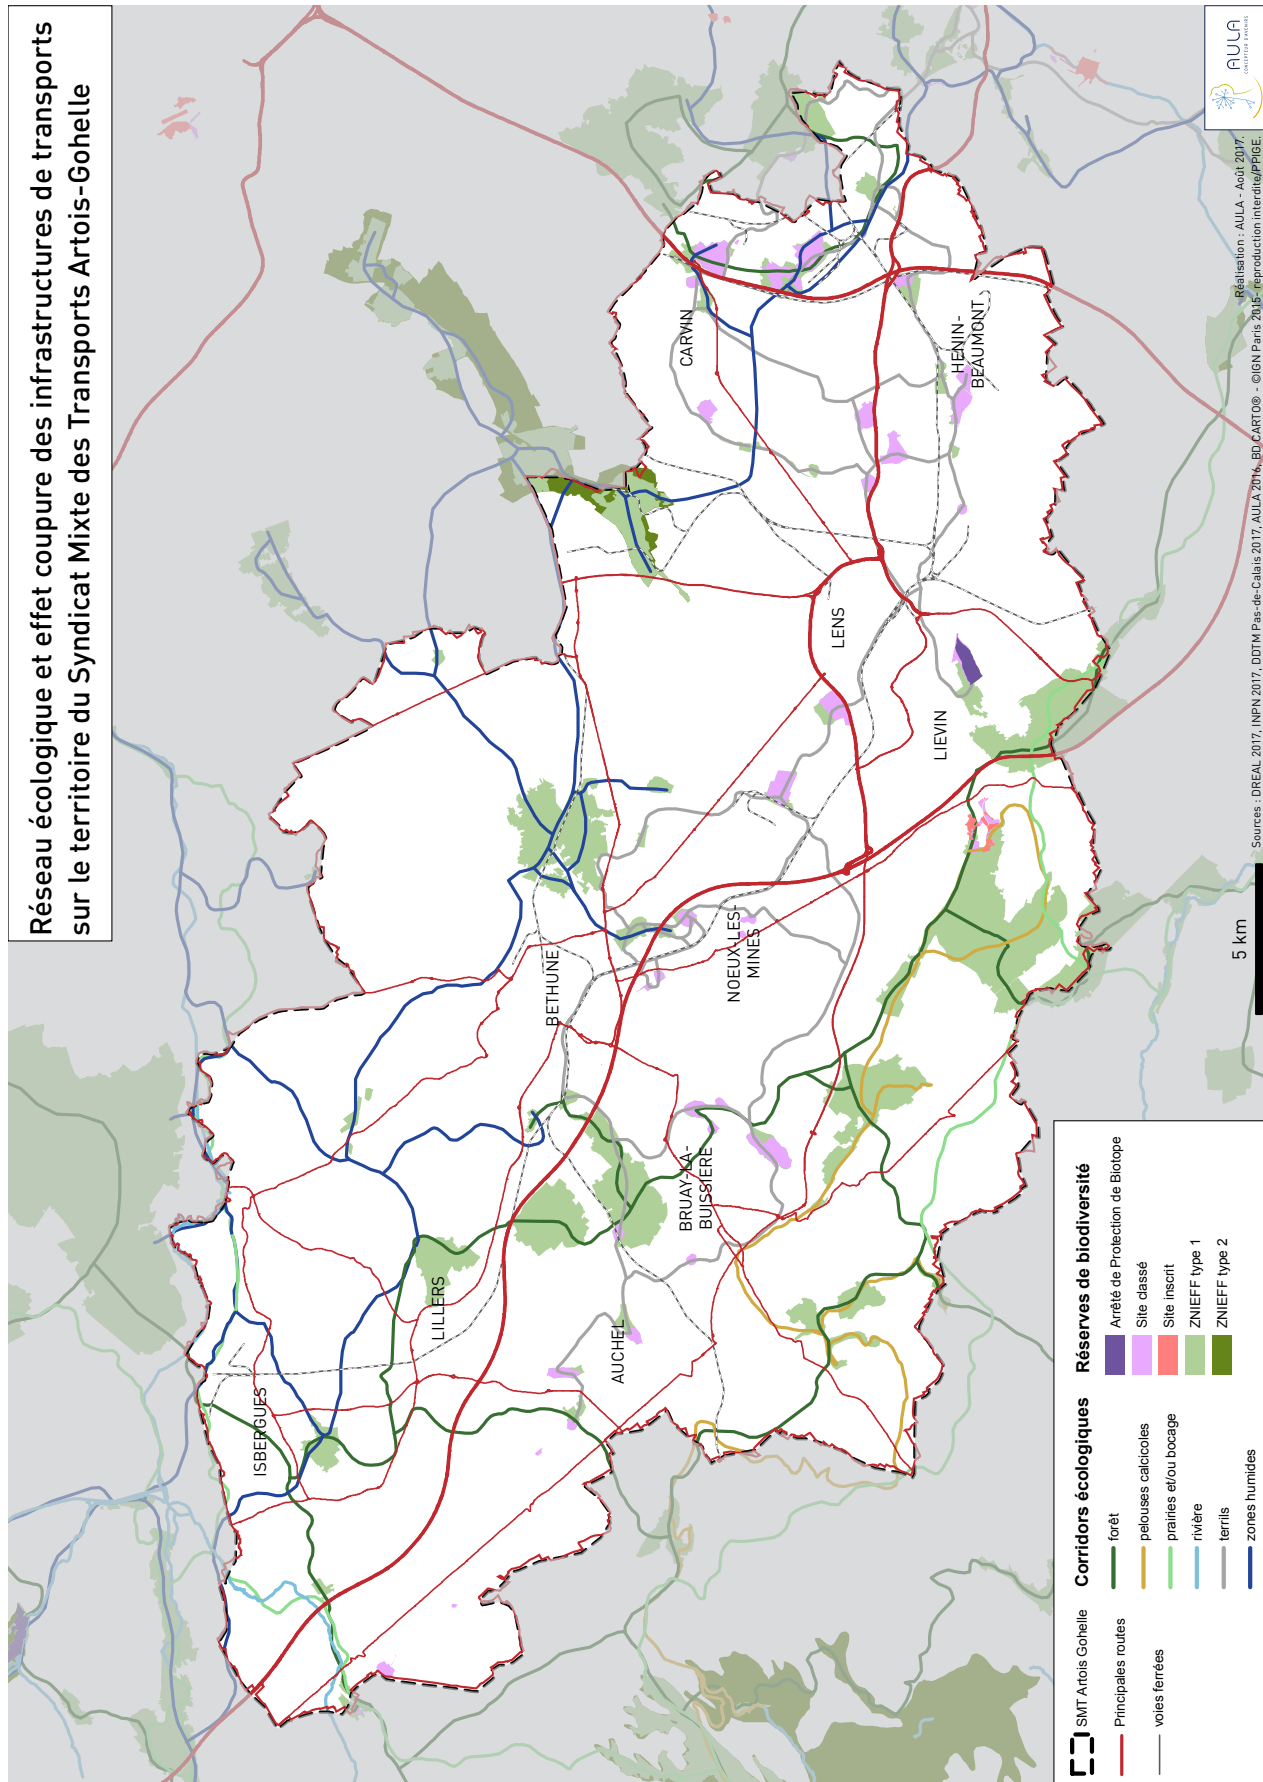 Réseau écologique et effet coupure des infrastructures de transports
sur le territoire du Syndicat Mixte des Transports Artois-Gohelle
ISBERGUES
LILLERS
AUCHEL
BRUAY-LA-
BUISSIERE
BETHUNE
NOEUX-LES-
MINES
LIEVIN
LENS
CARVIN
HENIN-
BEAUMONT
SMT Artois Gohelle
Principales routes
voies ferrées
Corridors écologiques
forêt
pelouses calcicoles
prairies et/ou bocage
rivière
terrils
zones humides
Réserves de biodiversité
Arrêté de Protection de Biotope
Site classé
Site inscrit
ZNIEFF type 1
ZNIEFF type 2
5 km
Réalisation : AULA - Août 2017.
Sources : DREAL 2017, INPN 2017, DDTM Pas-de-Calais 2017, AULA 2016, BD CARTO® - ©IGN Paris 2015- reproduction interdite/PPIGE.
AULA
CONCEPTEUR D'AVENIRS